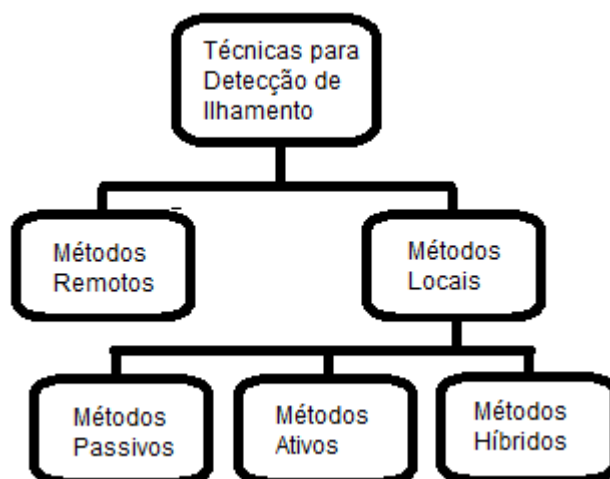 Técnicas para
Detecção de
Ilhamento
Métodos
Remotos
Métodos
Locais
Métodos
Passivos
Métodos
Ativos
Métodos
Híbridos